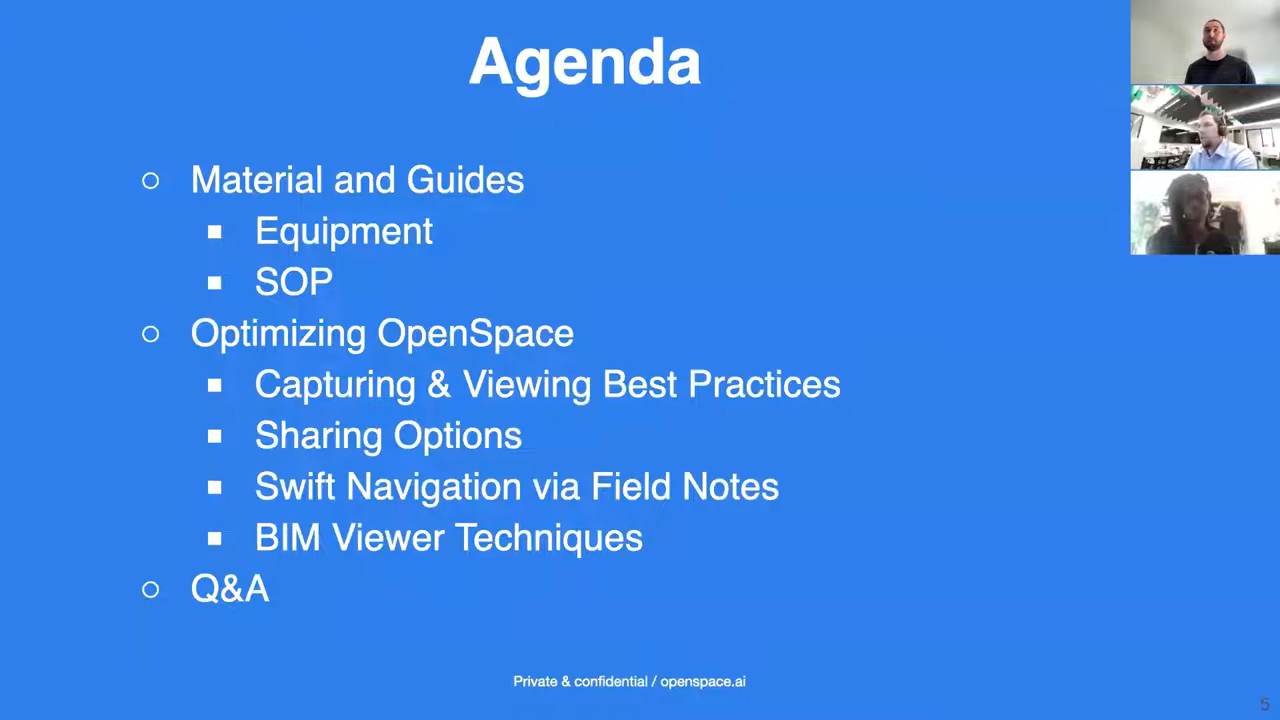 Agenda
Material and Guides
Equipment
SOP
Optimizing OpenSpace
Capturing & Viewing Best Practices
Sharing Options
Swift Navigation via Field Notes
BIM Viewer Techniques
Q&A
Private & confidential / openspace.ai
5